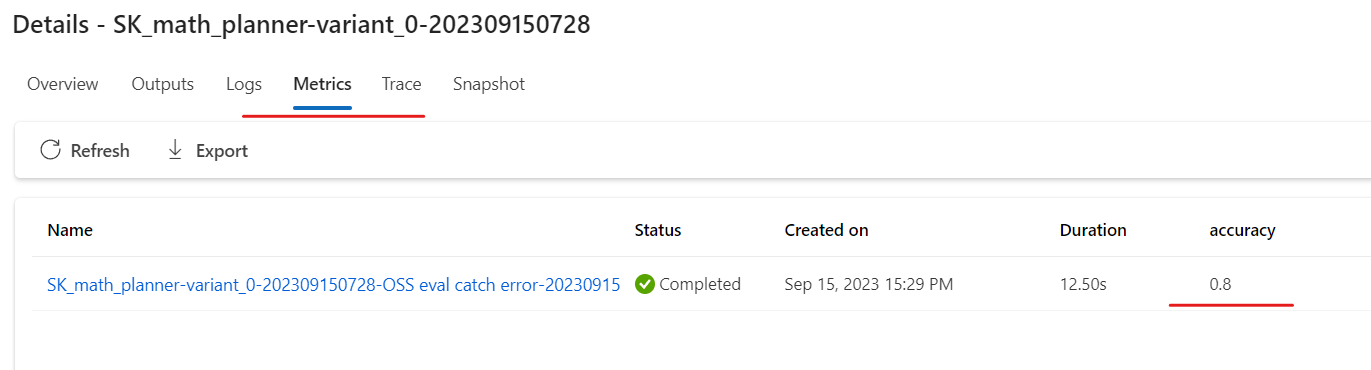 Details - SK_math_planner-variant_0-202309150728
Overview Outputs Logs Metrics Trace Snapshot
Refresh Export
Name Status Created on Duration accuracy
SK_math_planner-variant_0-202309150728-OSS eval catch error-20230915 Completed Sep 15, 2023 15:29 PM 12.50s 0.8